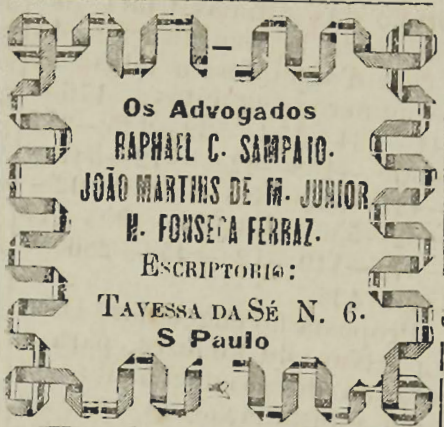 Os Advogados
RAPHAEL C. SAMPAIO.
JOÃO MARTINS DE M. JUNIOR
H. FONSECA FERRAZ.
ESCRIPTORIO:
TAVESSA DA SÉ N. 6.
S Paulo